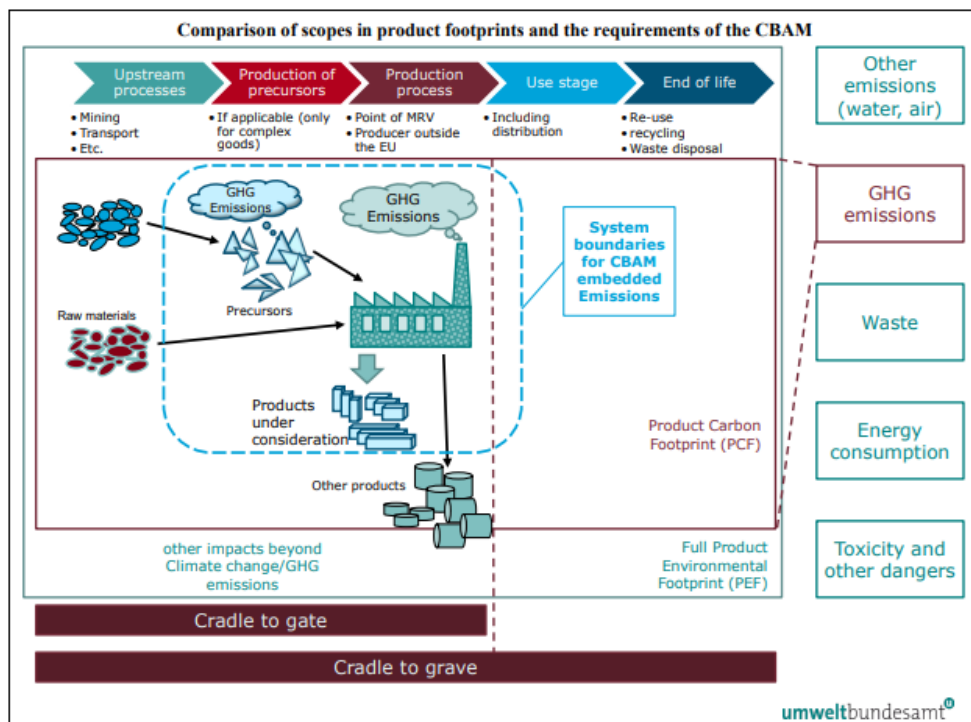 Comparison of scopes in product footprints and the requirements of the CBAM
Upstream
processes
Production of
precursors
Production
process
Use stage
End of life
• Mining
• Transport
• Etc.
• If applicable (only
for complex
goods)
• Point of MRV
• Producer outside
the EU
• Including
distribution
• Re-use
• recycling
• Waste disposal
Other
emissions
(water, air)
GHG
emissions
Waste
Energy
consumption
Toxicity and
other dangers
GHG
Emissions
GHG
Emissions
System
boundaries
for CBAM
embedded
Emissions
Precursors
Raw materials
Products
under
consideration
Other products
Product Carbon
Footprint (PCF)
other impacts beyond
Climate change/GHG
emissions
Full Product
Environmental
Footprint (PEF)
Cradle to gate
Cradle to grave
umweltbundesamt u